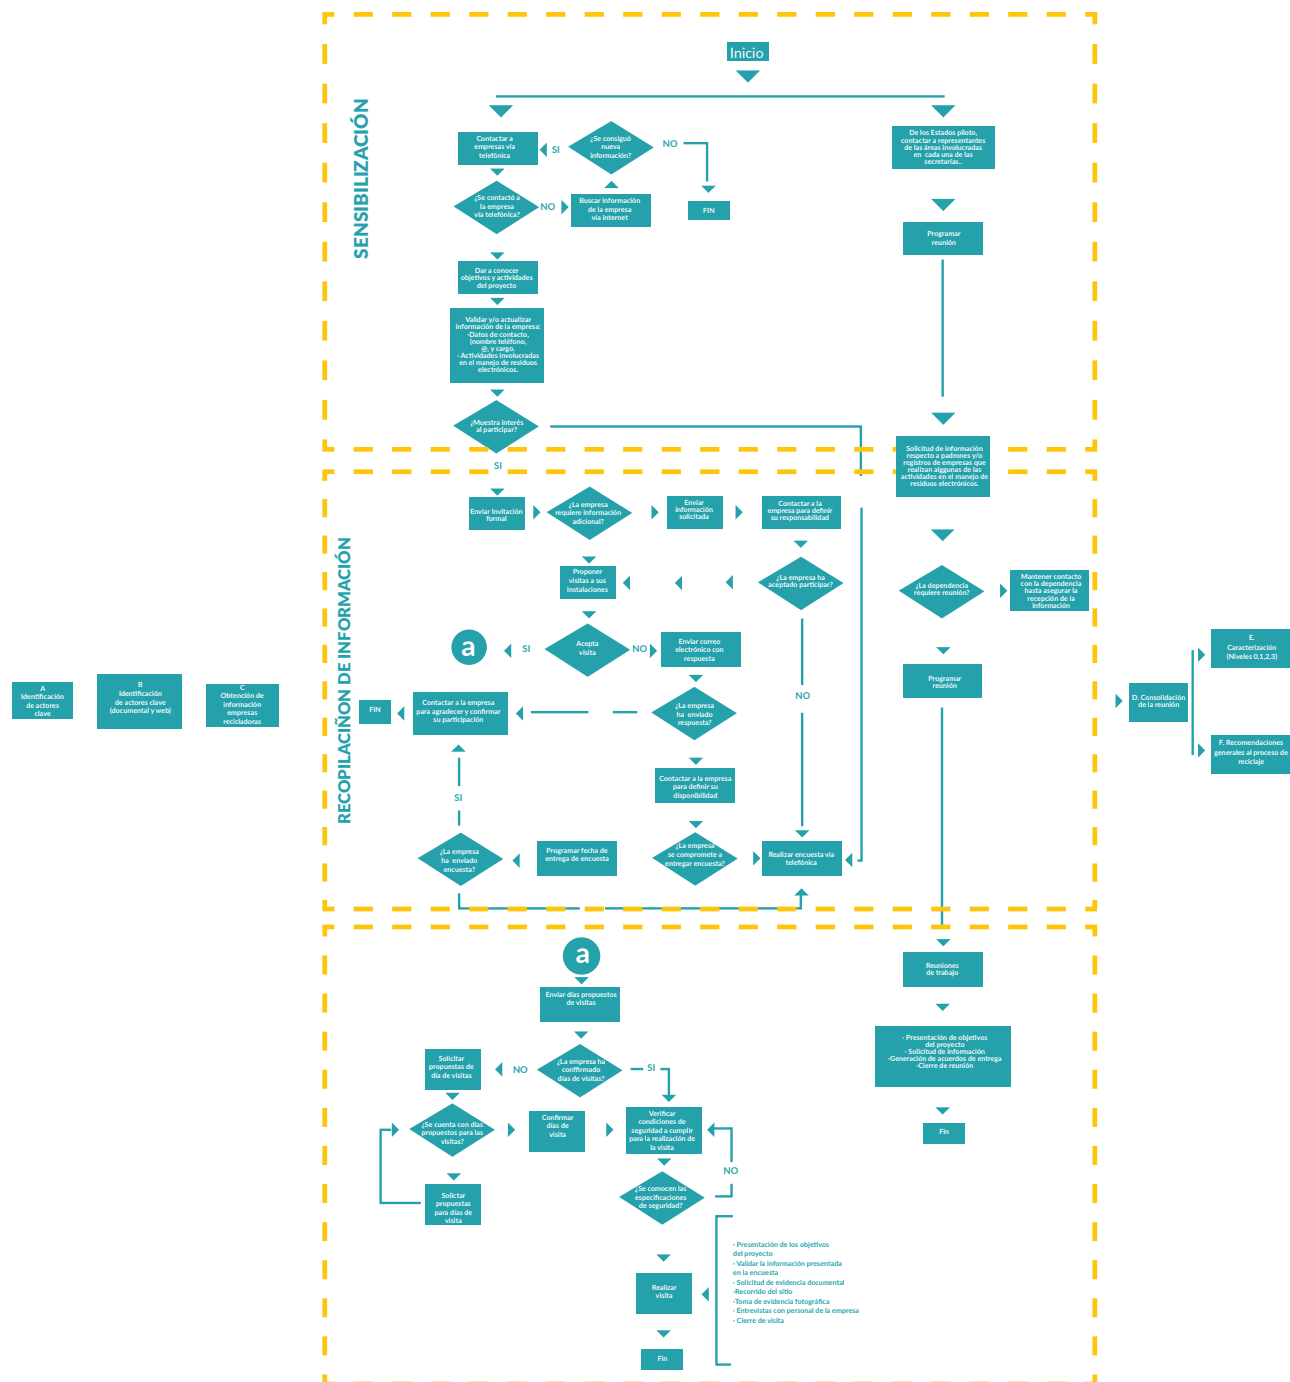 Inicio
SENSIBILIZACIÓN
Contactar a
empresas vía
telefónica
SI
¿Se consiguó
nueva
información?
NO
FIN
¿Se contactó a
la empresa
vía telefónica?
NO
Buscar información
de la empresa
vía internet
Dar a conocer
objetivos y actividades
del proyecto
Validar y/o actualizar
información de la empresa:
·Datos de contacto,
(nombre teléfono,
@, y cargo.
· Actividades involucradas
en el manejo de residuos
electrónicos.
¿Muestra interés
al participar?
SI
De los Estados piloto,
contactar a representantes
de las áreas involucradas
en cada una de las
secretarías..
Programar
reunión
Solicitud de información
respecto a padrones y/o
registros de empresas que
realizan alggunas de las
actividades en el manejo de
residuos electrónicos.
RECOPILACIÑON DE INFORMACIÓN
Enviar Invitación
formal
¿La empresa
requiere información
adicional?
Enviar
información
solicitada
Contactar a la
empresa para definir
su responsabilidad
Proponer
visitas a sus
instalaciones
¿La empresa ha
aceptado participar?
¿La dependencia
requiere reunión?
Mantener contacto
con la dependencia
hasta asegurar la
recepción de la
información
a
SI
Acepta
visita
NO
Enviar correo
electrónico con
respuesta
Programar
reunión
NO
FIN
Contactar a la empresa
para agradecer y confirmar
su participación
¿La empresa
ha enviado
respuesta?
SI
Contactar a la empresa
para definir su
disponibilidad
¿La empresa
ha enviado
encuesta?
Programar fecha de
entrega de encuesta
¿La empresa
se compromete a
entregar encuesta?
Realizar encuesta vía
telefónica
A
Identificación
de actores
clave
B
Identificación
de actores clave
(documental y web)
C
Obtención de
información
empresas
recicladoras
D. Consolidación
de la reunión
E.
Caracterización
(Niveles 0,1,2,3)
F. Recomendaciones
generales al proceso de
reciclaje
a
Enviar días propuestos
de visitas
Solicitar
propuestas de
día de visitas
NO
¿La empresa ha
conffirmado
días de visitas?
SI
¿Se cuenta con días
propuestos para las
visitas?
Confirmar
días de
visita
Verificar
condiciones de
seguridad a cumplir
para la realización de
la visita
NO
Solictar
propuestas
para días de
visita
¿Se comocen las
especificaciones
de seguridad?
Realizar
visita
· Presentación de los objetivos
del proyecto
· Validar la información presentada
en la encuesta
· Solicitud de evidencia documental
·Recorrido del sitio
·Toma de evidencia fotográfica
· Entrevistas con personal de la empresa
· Cierre de visita
Fin
Reuniones
de trabajo
· Presentación de objetivos
del proyecto
· Solicitud de información
·Generación de acuerdos de entrega
·Cierre de reunión
Fin